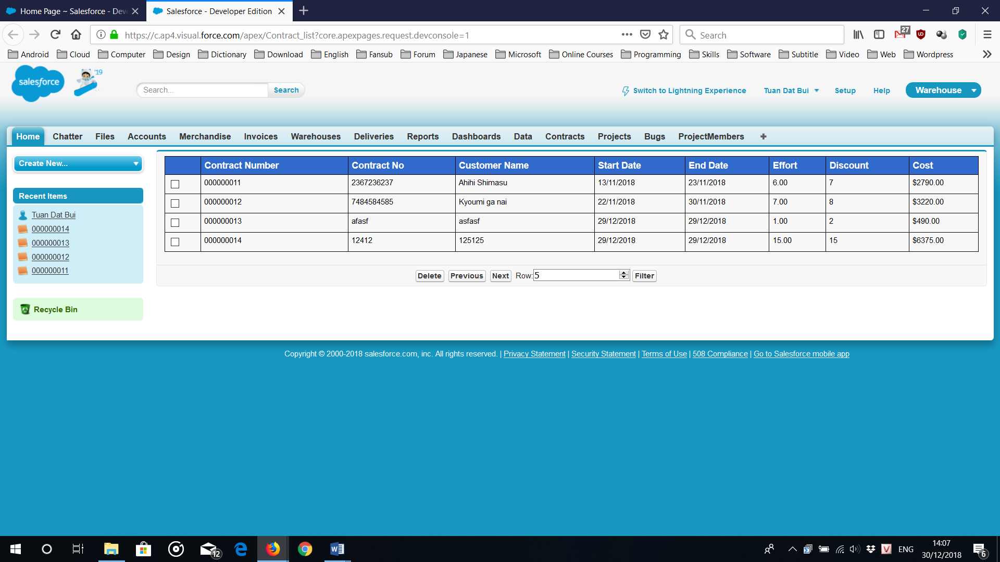 Home Page ~ Salesforce - Deve
Salesforce - Developer Edition
https://c.ap4.visual.force.com/apex/Contract_list?core.apexpages.request.devconsole=1
Search
27
Android Cloud Computer Design Dictionary Download English Fansub Forum Japanese Microsoft Online Courses Programming Skills Software Subtitle Video Web Wordpress
salesforce
'19
Search... Search
Switch to Lightning Experience Tuan Dat Bui Setup Help Warehouse
Home Chatter Files Accounts Merchandise Invoices Warehouses Deliveries Reports Dashboards Data Contracts Projects Bugs ProjectMembers +
Create New...
Recent Items
Tuan Dat Bui
000000014
000000013
000000012
000000011
Recycle Bin
Contract Number Contract No Customer Name Start Date End Date Effort Discount Cost
000000011 2367236237 Ahihi Shimasu 13/11/2018 23/11/2018 6.00 7 $2790.00
000000012 7484584585 Kyoumi ga nai 22/11/2018 30/11/2018 7.00 8 $3220.00
000000013 afasf asfasf 29/12/2018 29/12/2018 1.00 2 $490.00
000000014 12412 125125 29/12/2018 29/12/2018 15.00 15 $6375.00
Delete Previous Next Row:5 Filter
Copyright © 2000-2018 salesforce.com, inc. All rights reserved. | Privacy Statement | Security Statement | Terms of Use | 508 Compliance | Go to Salesforce mobile app
12
ENG
14:07
30/12/2018
6